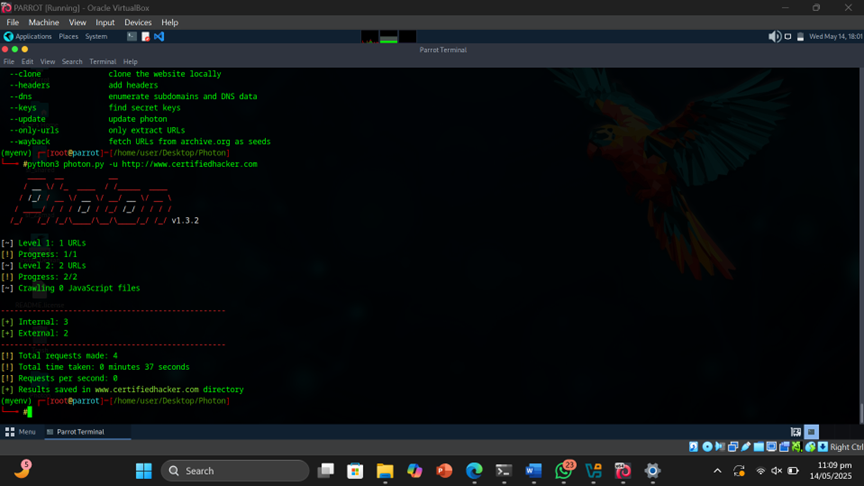 PARROT [Running] - Oracle VirtualBox
File Machine View Input Devices Help
Applications Places System
Wed May 14, 18:01
Parrot Terminal
File Edit View Search Terminal Help
--clone clone the website locally
--headers add headers
--dns enumerate subdomains and DNS data
--keys find secret keys
--update update photon
--only-urls only extract URLs
--wayback fetch URLs from archive.org as seeds
(myenv) ┌─[root@parrot]─[/home/user/Desktop/Photon]
└──╼ #python3 photon.py -u http://www.certifiedhacker.com
v1.3.2
[~] Level 1: 1 URLs
[!] Progress: 1/1
[~] Level 2: 2 URLs
[!] Progress: 2/2
[~] Crawling 0 JavaScript files
--------------------------------------------------
[+] Internal: 3
[+] External: 2
--------------------------------------------------
[!] Total requests made: 4
[!] Total time taken: 0 minutes 37 seconds
[!] Requests per second: 0
[+] Results saved in www.certifiedhacker.com directory
(myenv) ┌─[root@parrot]─[/home/user/Desktop/Photon]
└──╼ #
Menu Parrot Terminal
Right Ctrl
5
Search
23
11:09 pm
14/05/2025